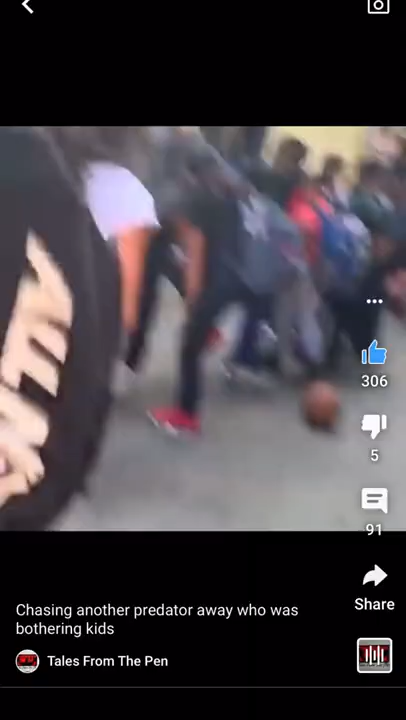 306
5
91
Share
Chasing another predator away who was
bothering kids
Tales From The Pen